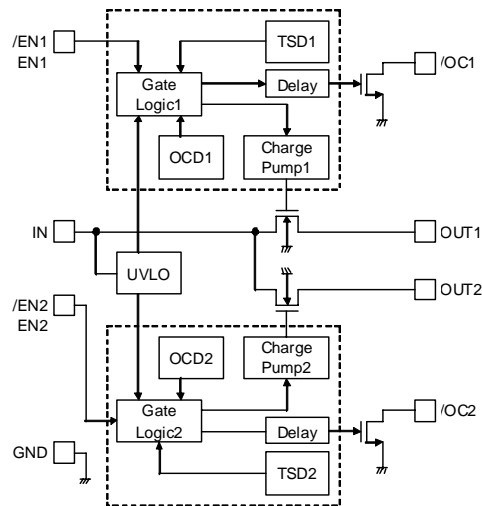 /EN1
EN1
TSD1
/OC1
Gate
Logic1
Delay
OCD1
Charge
Pump1
IN
OUT1
UVLO
OUT2
/EN2
EN2
OCD2
Charge
Pump2
/OC2
Gate
Logic2
Delay
GND
TSD2